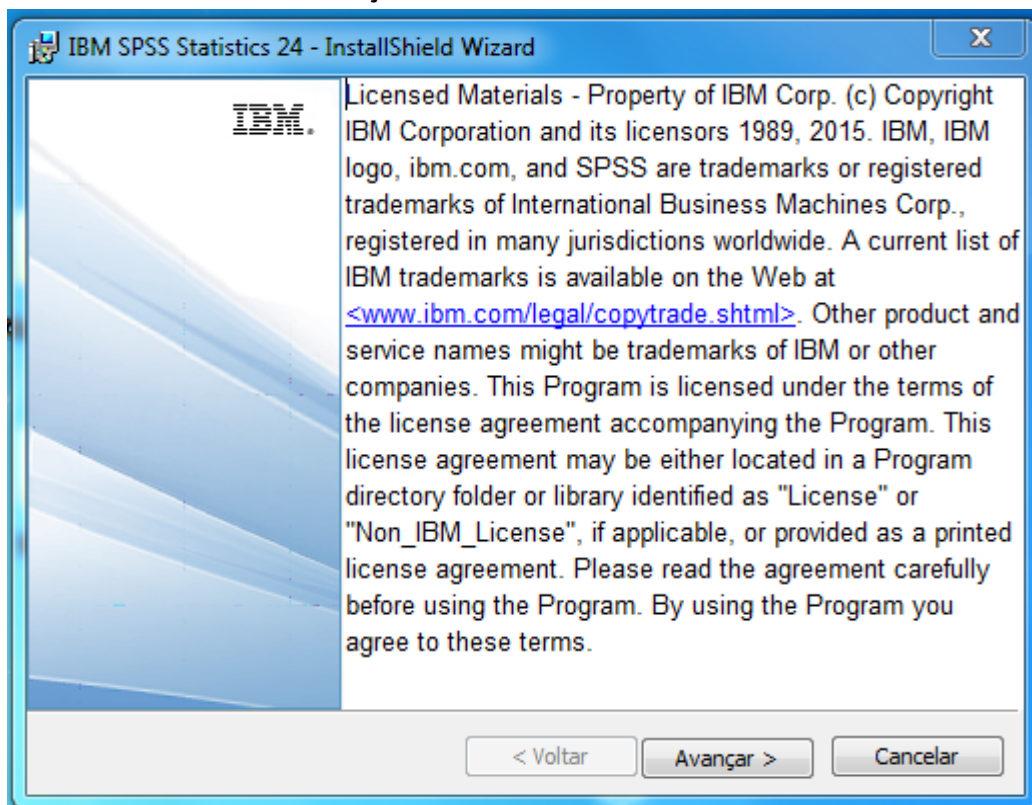 IBM SPSS Statistics 24 - InstallShield Wizard
IBM.
Licensed Materials - Property of IBM Corp. (c) Copyright
IBM Corporation and its licensors 1989, 2015. IBM, IBM
logo, ibm.com, and SPSS are trademarks or registered
trademarks of International Business Machines Corp.,
registered in many jurisdictions worldwide. A current list of
IBM trademarks is available on the Web at
<www.ibm.com/legal/copytrade.shtml>. Other product and
service names might be trademarks of IBM or other
companies. This Program is licensed under the terms of
the license agreement accompanying the Program. This
license agreement may be either located in a Program
directory folder or library identified as "License" or
"Non_IBM_License", if applicable, or provided as a printed
license agreement. Please read the agreement carefully
before using the Program. By using the Program you
agree to these terms.
< Voltar
Avançar >
Cancelar